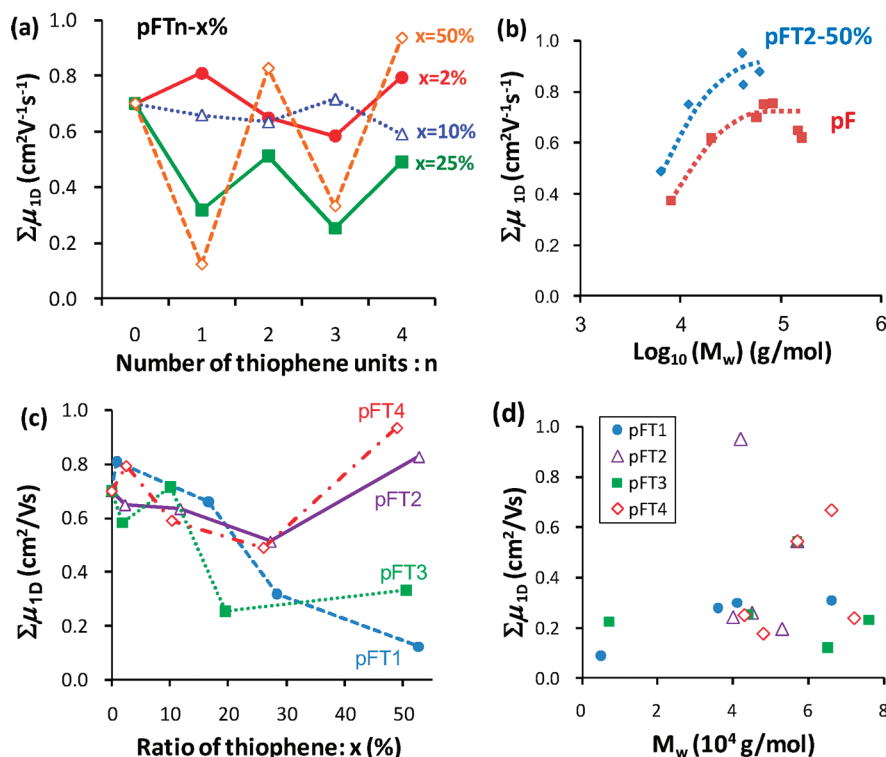 (a)
pFTn-x%
x=50%
x=2%
x=10%
x=25%
Σμ1D (cm²V⁻¹s⁻¹)
1.0
0.8
0.6
0.4
0.2
0.0
0 1 2 3 4
Number of thiophene units : n
(b)
pFT2-50%
pF
Σμ1D (cm²V⁻¹s⁻¹)
1.0
0.8
0.6
0.4
0.2
0.0
3 4 5 6
Log₁₀ (Mw) (g/mol)
(c)
pFT4
pFT2
pFT3
pFT1
Σμ1D (cm²/Vs)
1.0
0.8
0.6
0.4
0.2
0.0
0 10 20 30 40 50
Ratio of thiophene: x (%)
(d)
pFT1
pFT2
pFT3
pFT4
Σμ1D (cm²/Vs)
1.0
0.8
0.6
0.4
0.2
0.0
0 2 4 6 8
Mw (10⁴ g/mol)